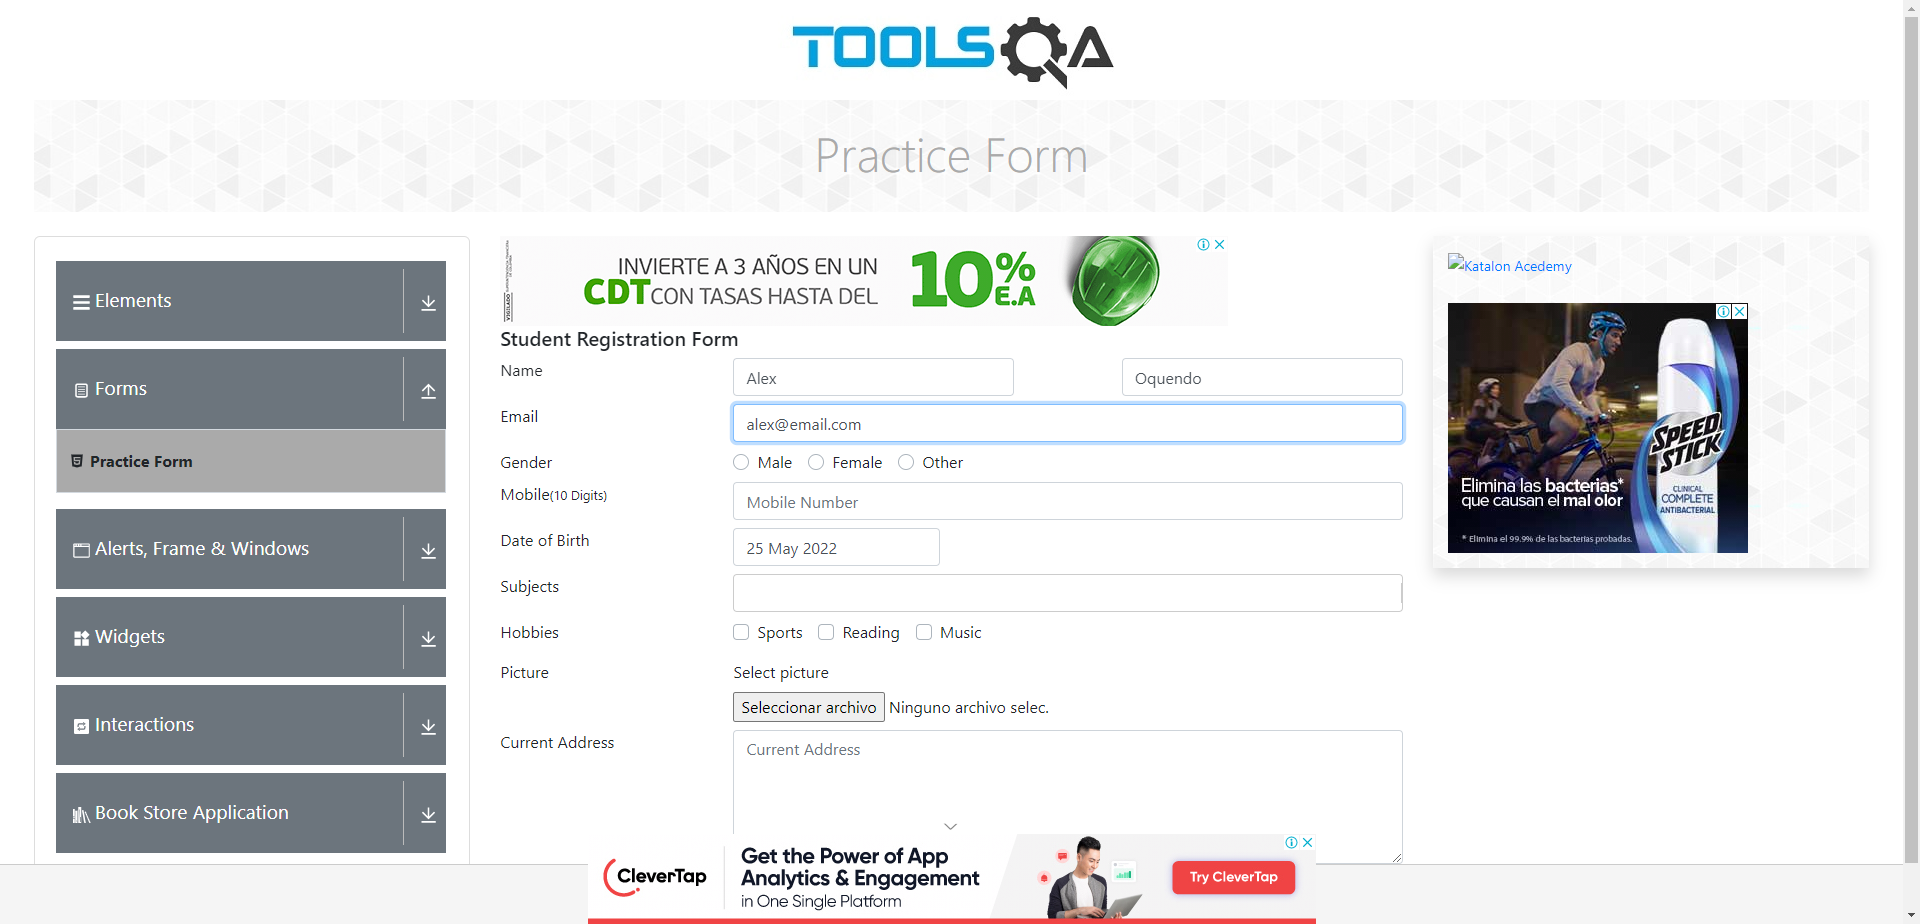 TOOLSQA
Practice Form
Elements
Forms
Practice Form
Alerts, Frame & Windows
Widgets
Interactions
Book Store Application
VIGILADO
INVIERTE A 3 AÑOS EN UN
CDT CON TASAS HASTA DEL
10% E.A
Student Registration Form
Name
Alex
Oquendo
Email
alex@email.com
Gender
Male Female Other
Mobile(10 Digits)
Mobile Number
Date of Birth
25 May 2022
Subjects
Hobbies
Sports Reading Music
Picture
Select picture
Seleccionar archivo Ninguno archivo selec.
Current Address
Current Address
Katalon Acedemy
SPEED
STICK
CLINICAL
COMPLETE
ANTIBACTERIAL
Elimina las bacterias*
que causan el mal olor
* Elimina el 99.9% de las bacterias probadas.
CleverTap
Get the Power of App
Analytics & Engagement
in One Single Platform
Try CleverTap